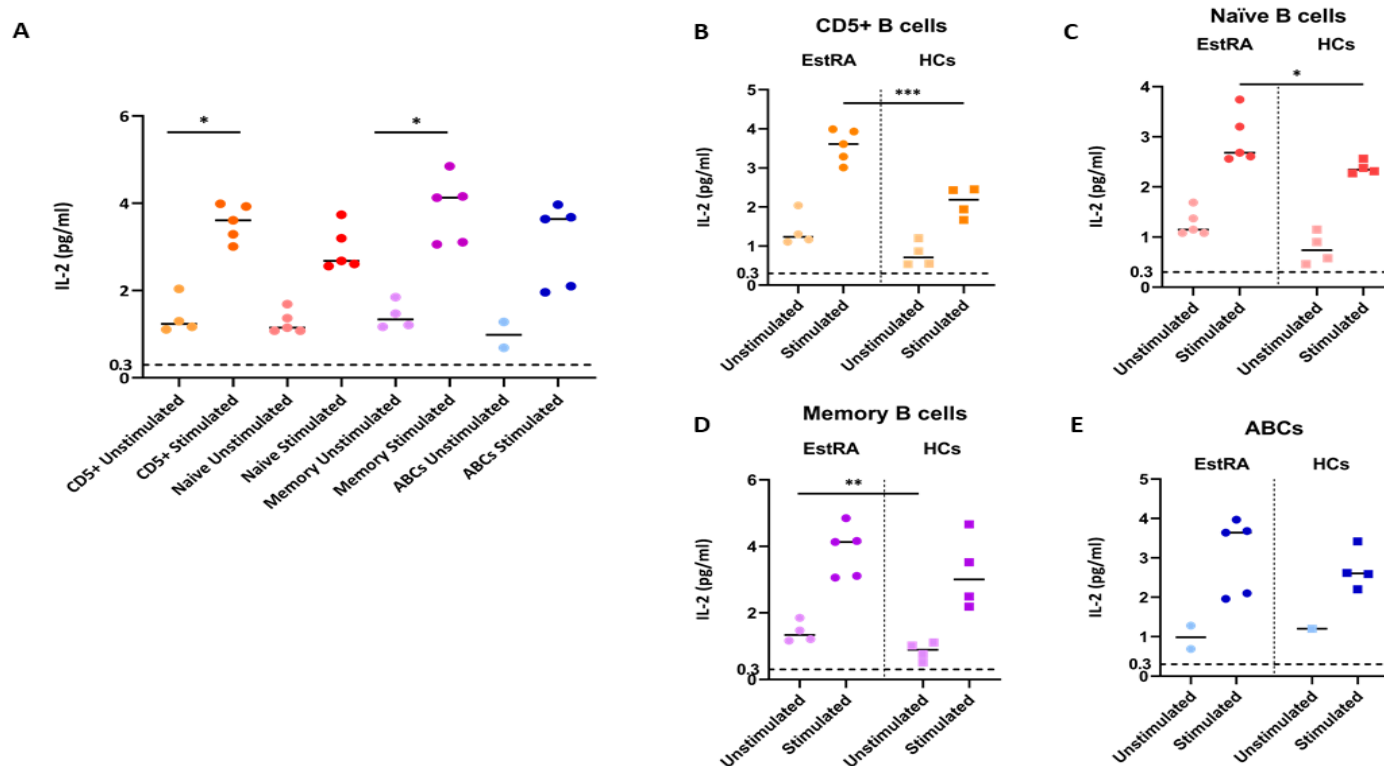 A
IL-2 (pg/ml)
6
4
2
0.3
0
*
*
CD5+ Unstimulated
CD5+ Stimulated
Naive Unstimulated
Naive Stimulated
Memory Unstimulated
Memory Stimulated
ABCs Unstimulated
ABCs Stimulated
B
CD5+ B cells
EstRA
HCs
***
IL-2 (pg/ml)
5
4
3
2
1
0.3
0
Unstimulated
Stimulated
Unstimulated
Stimulated
C
Naïve B cells
EstRA
HCs
*
IL-2 (pg/ml)
4
3
2
1
0.3
0
Unstimulated
Stimulated
Unstimulated
Stimulated
D
Memory B cells
EstRA
HCs
**
IL-2 (pg/ml)
6
4
2
0.3
0
Unstimulated
Stimulated
Unstimulated
Stimulated
E
ABCs
EstRA
HCs
IL-2 (pg/ml)
5
4
3
2
1
0.3
0
Unstimulated
Stimulated
Unstimulated
Stimulated